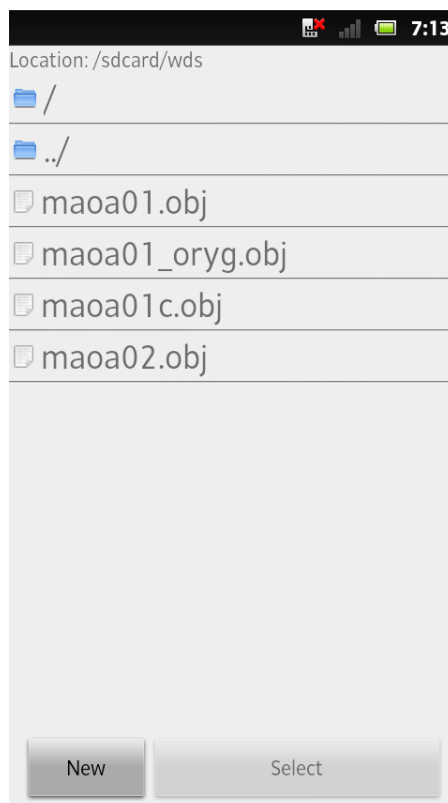 7:13
Location: /sdcard/wds
/
../
maoa01.obj
maoa01_oryg.obj
maoa01c.obj
maoa02.obj
New
Select